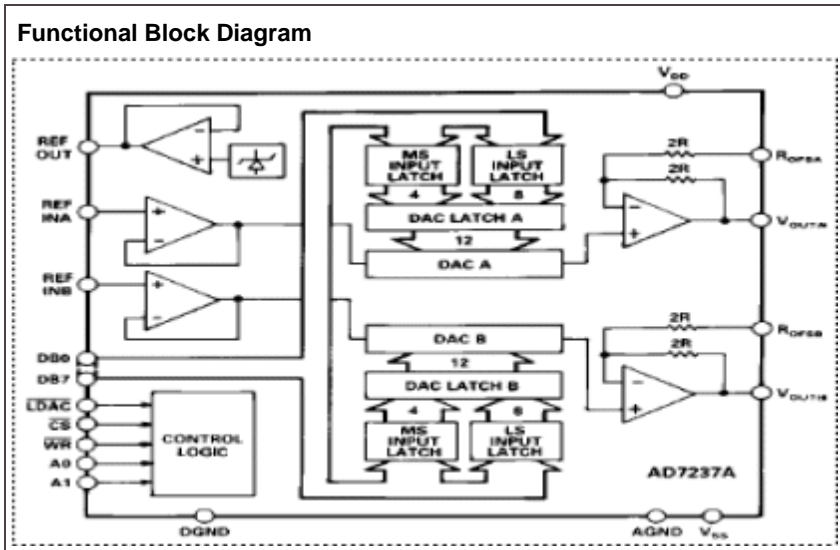 Functional Block Diagram
VDD
REF
OUT
REF
INA
REF
INB
DB0
DB7
LDAC
CS
WR
A0
A1
CONTROL
LOGIC
MS
INPUT
LATCH
LS
INPUT
LATCH
4
8
DAC LATCH A
12
DAC A
2R
2R
ROFSA
VOUTA
DAC B
12
DAC LATCH B
4
8
MS
INPUT
LATCH
LS
INPUT
LATCH
2R
2R
ROFSB
VOUTB
AD7237A
DGND
AGND
VSS